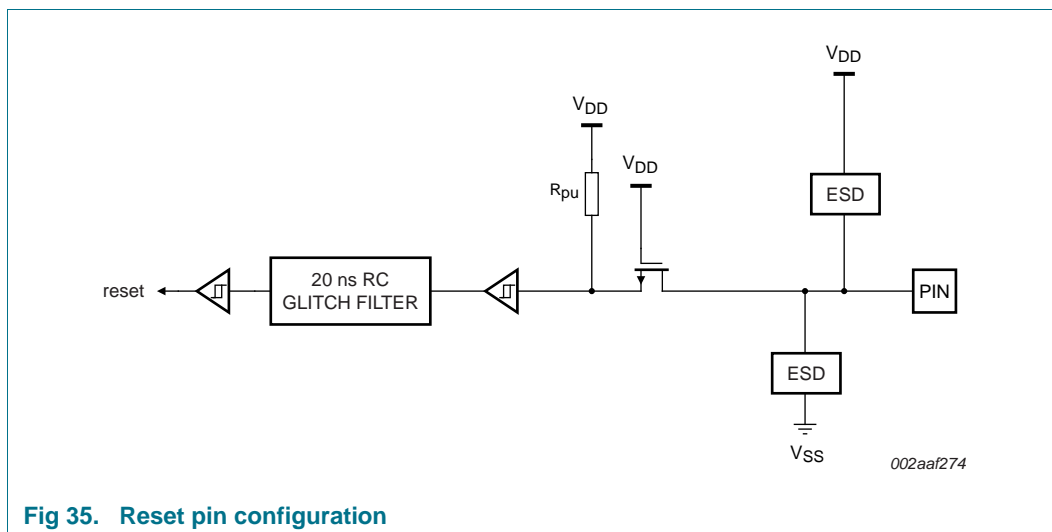 VDD
VDD
VDD
Rpu
ESD
reset
20 ns RC
GLITCH FILTER
PIN
ESD
VSS
002aaf274
Fig 35. Reset pin configuration